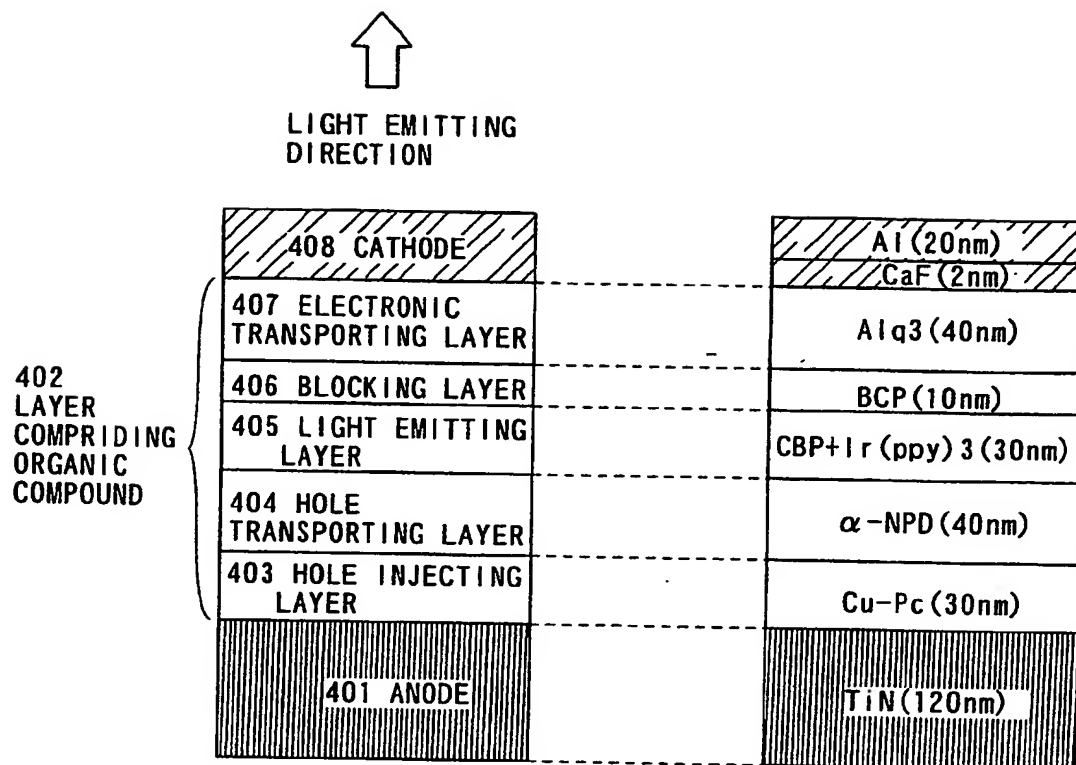 LIGHT EMITTING
DIRECTION
408 CATHODE
407 ELECTRONIC
TRANSPORTING LAYER
406 BLOCKING LAYER
405 LIGHT EMITTING
LAYER
404 HOLE
TRANSPORTING LAYER
403 HOLE INJECTING
LAYER
401 ANODE
402
LAYER
COMPRIDING
ORGANIC
COMPOUND
Al(20nm)
CaF(2nm)
Alq3(40nm)
BCP(10nm)
CBP+Ir(ppy)3(30nm)
α-NPD(40nm)
Cu-Pc(30nm)
TiN(120nm)